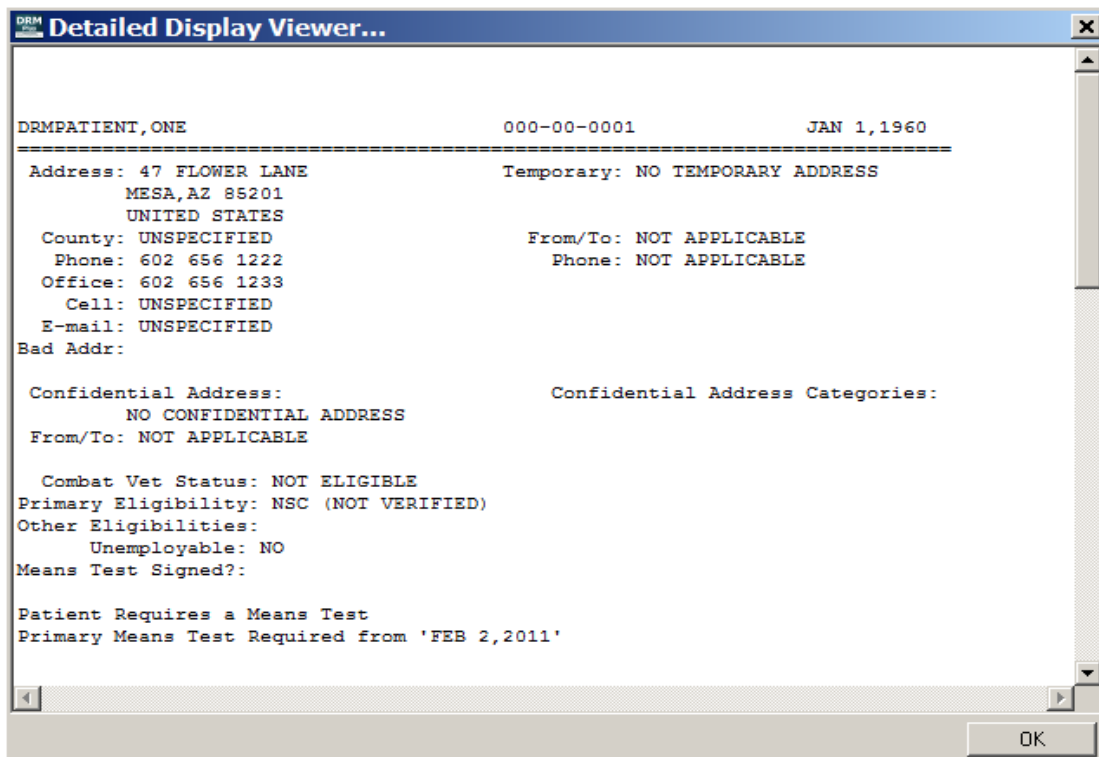 DRM Plus Detailed Display Viewer...
DRMPATIENT,ONE 000-00-0001 JAN 1,1960
==============================================================================
Address: 47 FLOWER LANE Temporary: NO TEMPORARY ADDRESS
MESA,AZ 85201
UNITED STATES
County: UNSPECIFIED From/To: NOT APPLICABLE
Phone: 602 656 1222 Phone: NOT APPLICABLE
Office: 602 656 1233
Cell: UNSPECIFIED
E-mail: UNSPECIFIED
Bad Addr:
Confidential Address: Confidential Address Categories:
NO CONFIDENTIAL ADDRESS
From/To: NOT APPLICABLE
Combat Vet Status: NOT ELIGIBLE
Primary Eligibility: NSC (NOT VERIFIED)
Other Eligibilities:
Unemployable: NO
Means Test Signed?:
Patient Requires a Means Test
Primary Means Test Required from 'FEB 2,2011'
OK